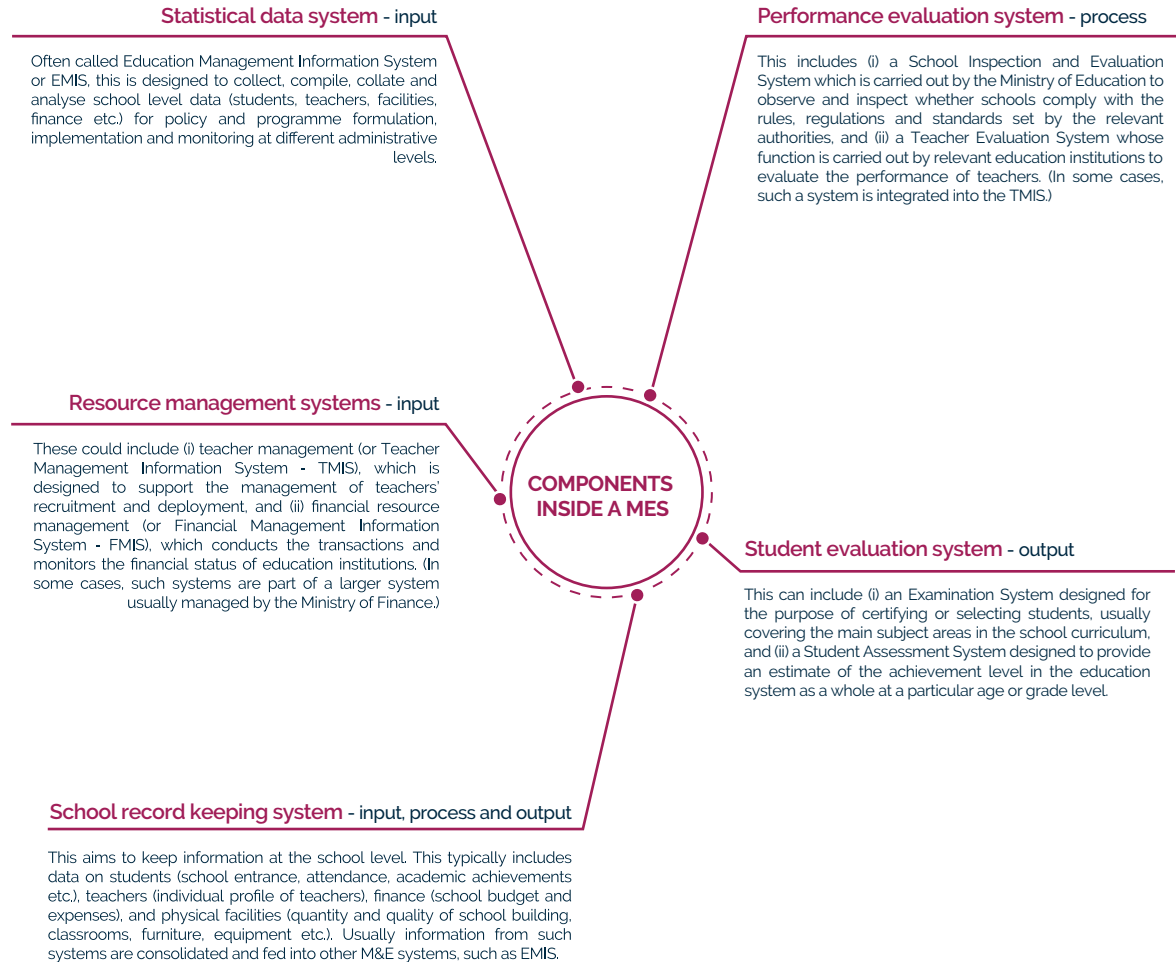 Statistical data system - input
Often called Education Management Information System
or EMIS, this is designed to collect, compile, collate and
analyse school level data (students, teachers, facilities,
finance etc.) for policy and programme formulation,
implementation and monitoring at different administrative
levels.
Performance evaluation system - process
This includes (i) a School Inspection and Evaluation
System which is carried out by the Ministry of Education to
observe and inspect whether schools comply with the
rules, regulations and standards set by the relevant
authorities, and (ii) a Teacher Evaluation System whose
function is carried out by relevant education institutions to
evaluate the performance of teachers. (In some cases,
such a system is integrated into the TMIS.)
Resource management systems - input
These could include (i) teacher management (or Teacher
Management Information System - TMIS), which is
designed to support the management of teachers'
recruitment and deployment, and (ii) financial resource
management (or Financial Management Information
System - FMIS), which conducts the transactions and
monitors the financial status of education institutions. (In
some cases, such systems are part of a larger system
usually managed by the Ministry of Finance.)
COMPONENTS
INSIDE A MES
Student evaluation system - output
This can include (i) an Examination System designed for
the purpose of certifying or selecting students, usually
covering the main subject areas in the school curriculum,
and (ii) a Student Assessment System designed to provide
an estimate of the achievement level in the education
system as a whole at a particular age or grade level.
School record keeping system - input, process and output
This aims to keep information at the school level. This typically includes
data on students (school entrance, attendance, academic achievements
etc.), teachers (individual profile of teachers), finance (school budget and
expenses), and physical facilities (quantity and quality of school building,
classrooms, furniture, equipment etc.). Usually information from such
systems are consolidated and fed into other M&E systems, such as EMIS.